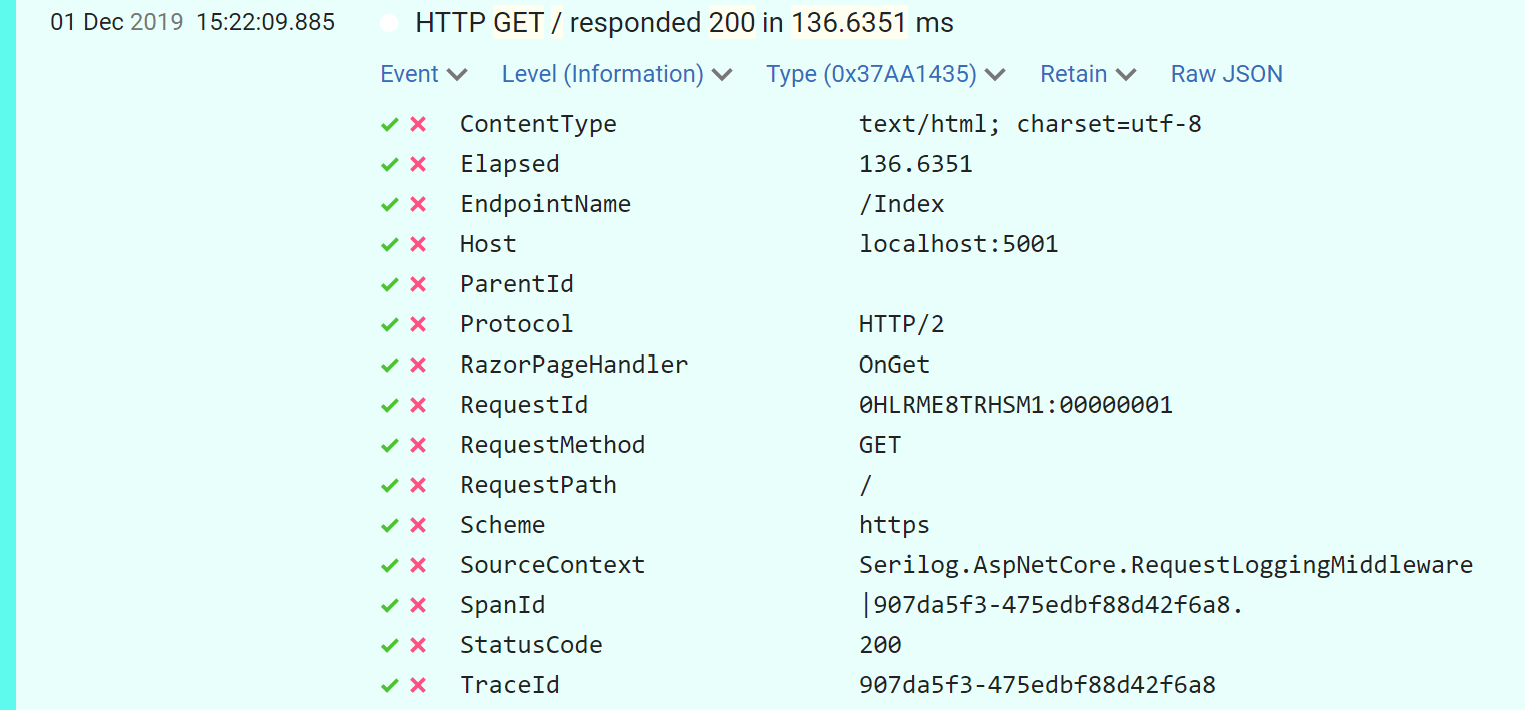 01 Dec 2019 15:22:09.885 HTTP GET / responded 200 in 136.6351 ms
Event Level (Information) Type (0x37AA1435) Retain Raw JSON
ContentType text/html; charset=utf-8
Elapsed 136.6351
EndpointName /Index
Host localhost:5001
ParentId
Protocol HTTP/2
RazorPageHandler OnGet
RequestId 0HLRME8TRHSM1:00000001
RequestMethod GET
RequestPath /
Scheme https
SourceContext Serilog.AspNetCore.RequestLoggingMiddleware
SpanId |907da5f3-475edbf88d42f6a8.
StatusCode 200
TraceId 907da5f3-475edbf88d42f6a8